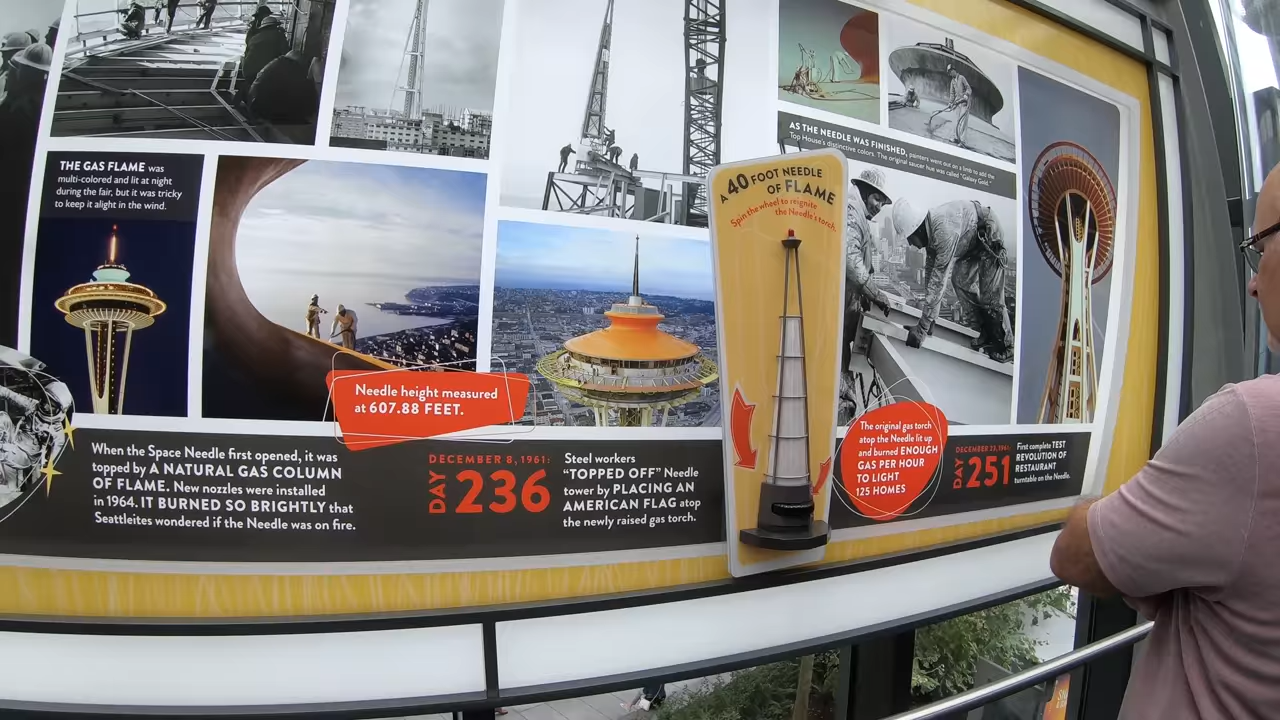 THE GAS FLAME was
multi-colored and lit at night
during the fair, but it was tricky
to keep it alight in the wind.
AS THE NEEDLE WAS FINISHED, painters went out on a limb to add the
Top House's distinctive colors. The original saucer hue was called "Galaxy Gold."
A 40 FOOT NEEDLE
OF FLAME
Spin the wheel to reignite
the Needle's torch.
Needle height measured
at 607.88 FEET.
When the Space Needle first opened, it was
topped by A NATURAL GAS COLUMN
OF FLAME. New nozzles were installed
in 1964. IT BURNED SO BRIGHTLY that
Seattleites wondered if the Needle was on fire.
DECEMBER 8, 1961:
DAY 236
Steel workers
"TOPPED OFF" Needle
tower by PLACING AN
AMERICAN FLAG atop
the newly raised gas torch.
The original gas torch
atop the Needle lit up
and burned ENOUGH
GAS PER HOUR
TO LIGHT
125 HOMES
DECEMBER 23, 1961:
DAY 251
First complete TEST
REVOLUTION OF
RESTAURANT
turntable on the Needle.